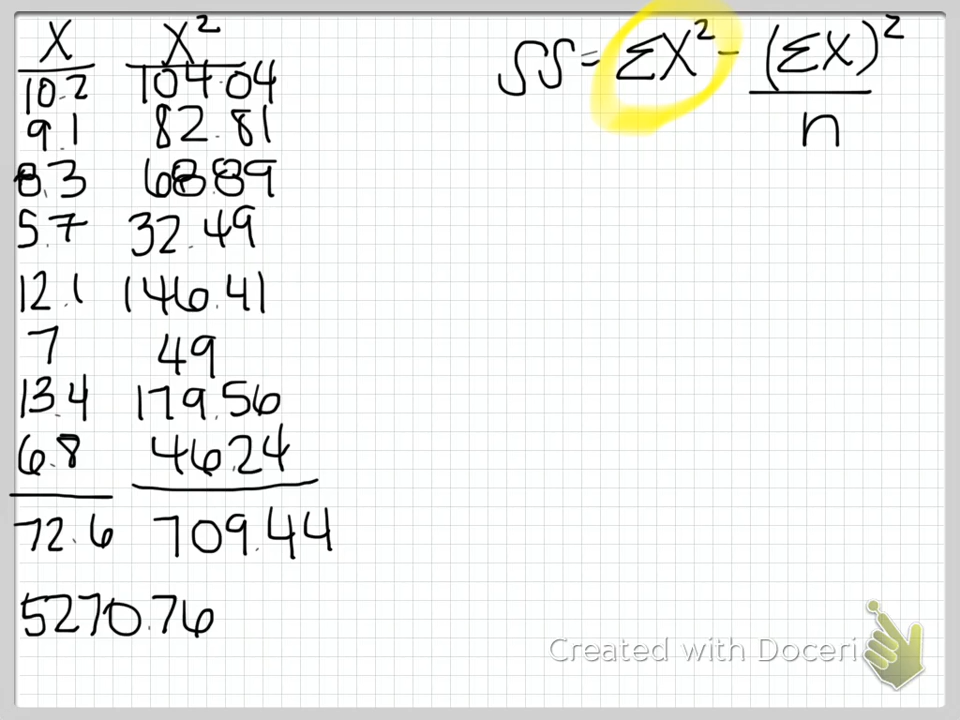 X X²
10.2 104.04
9.1 82.81
8.3 68.89
5.7 32.49
12.1 146.41
7 49
13.4 179.56
6.8 46.24
72.6 709.44
5270.76
SS = ΣX² - (ΣX)²
n
Created with Doceri